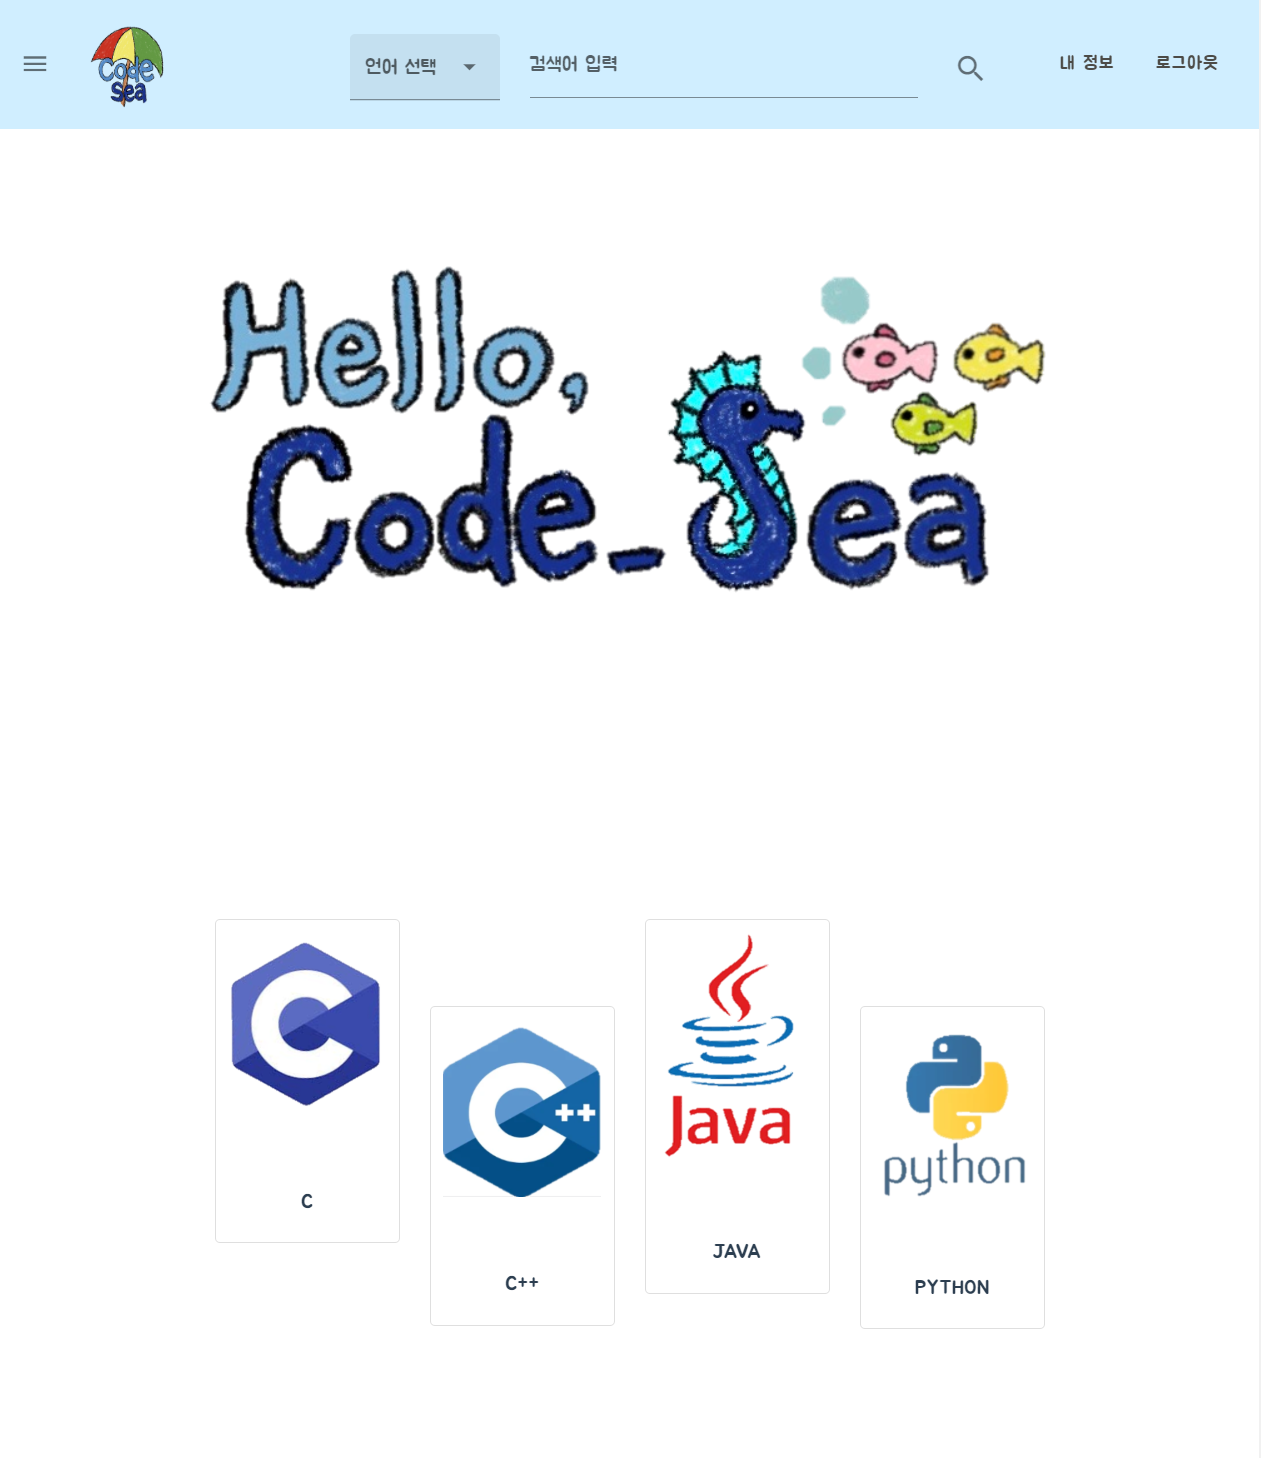 Code
Sea
언어 선택
검색어 입력
내 정보
로그아웃
Hello,
Code_Sea
C
C++
Java
python
C
C++
JAVA
PYTHON